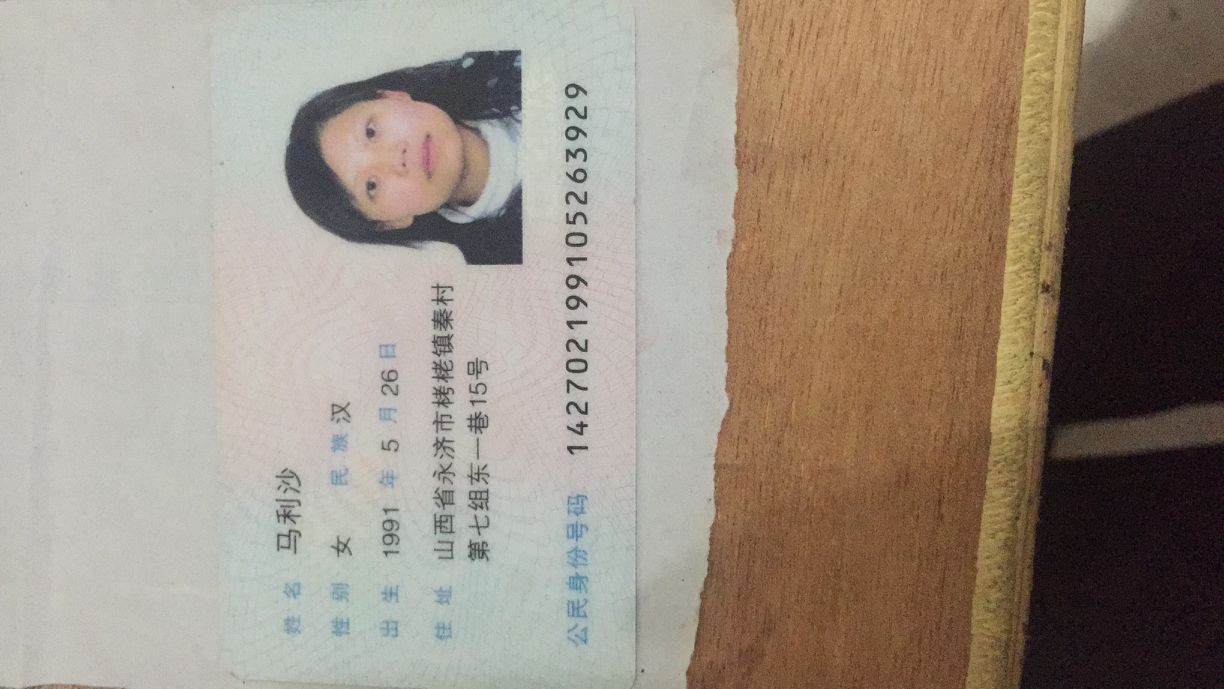 姓名 马利沙
性别 女 民族 汉
出生 1991 年 5 月 26 日
住址 山西省永济市栲栳镇秦村
第七组东一巷15号
公民身份号码 142702199105263929